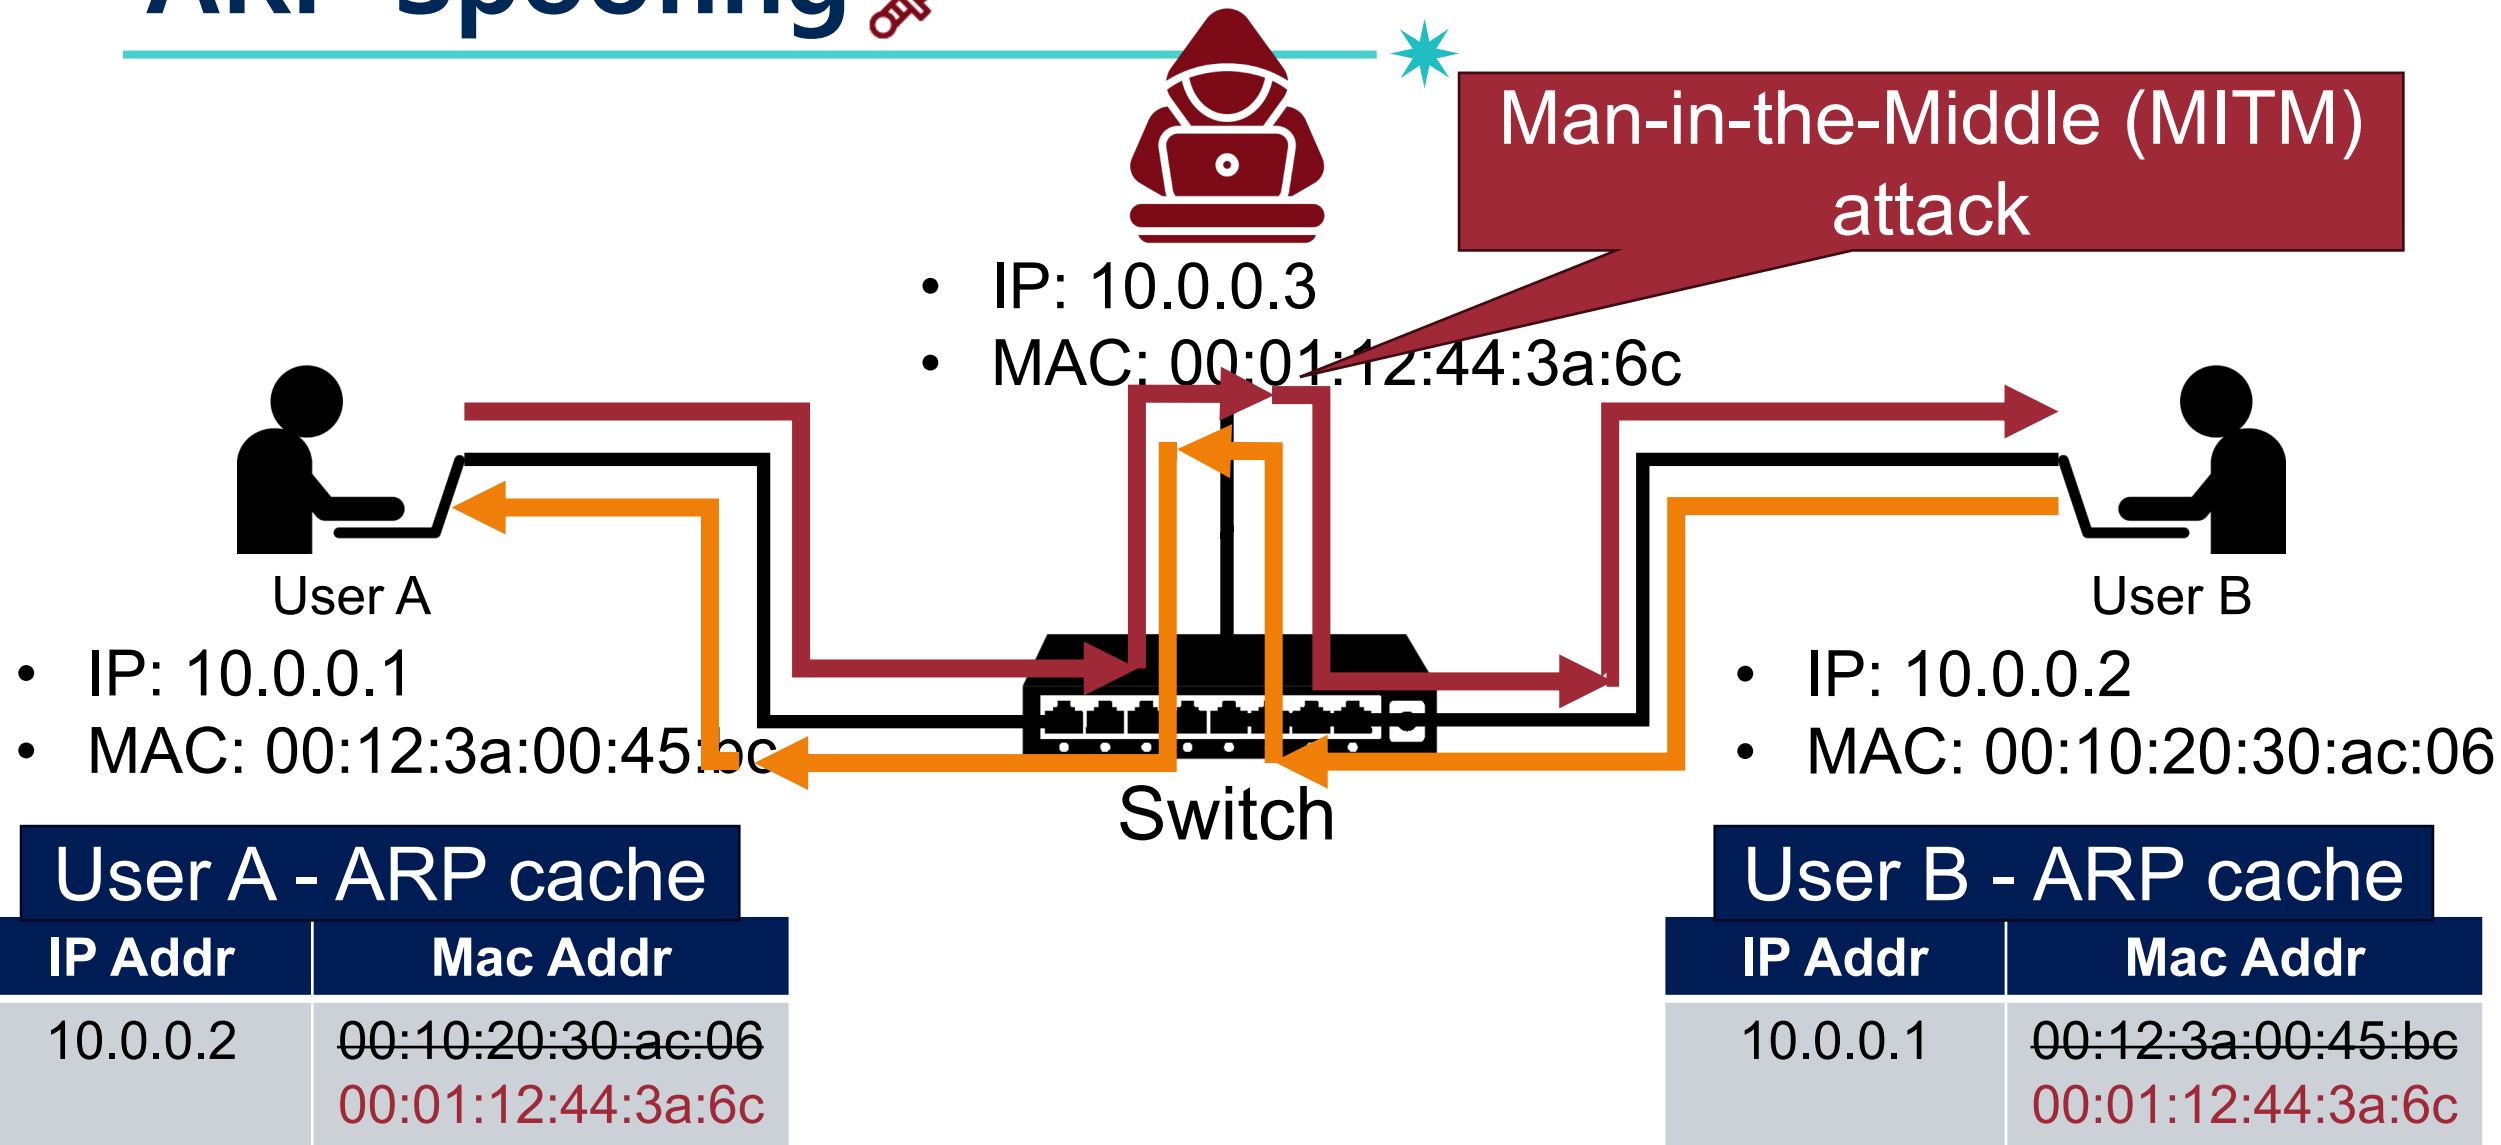 ARP spoofing
Man-in-the-Middle (MITM)
attack
• IP: 10.0.0.3
• MAC: 00:01:12:44:3a:6c
User A
• IP: 10.0.0.1
• MAC: 00:12:3a:00:45:bc
User B
• IP: 10.0.0.2
• MAC: 00:10:20:30:ac:06
Switch
User A - ARP cache
IP Addr Mac Addr
10.0.0.2 00:10:20:30:ac:06
00:01:12:44:3a:6c
User B - ARP cache
IP Addr Mac Addr
10.0.0.1 00:12:3a:00:45:bc
00:01:12:44:3a:6c